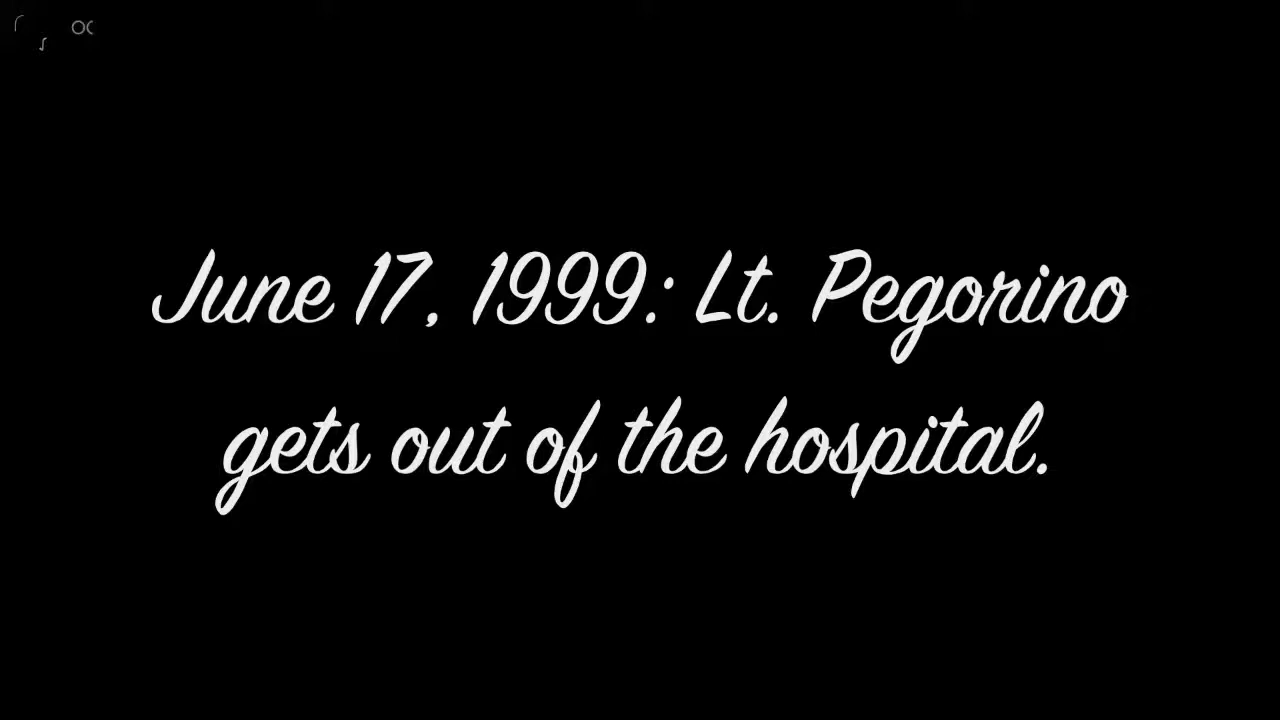 June 17, 1999: Lt. Pegorino
gets out of the hospital.